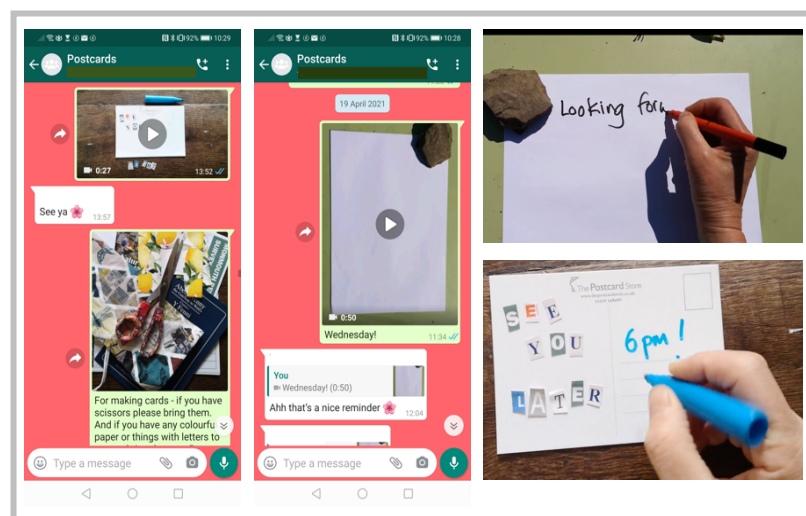 92% 10:29
Postcards
0:27
13:52
See ya 🌸 13:57
For making cards - if you have
scissors please bring them.
And if you have any colourfu
paper or things with letters to
Type a message
92% 10:28
Postcards
19 April 2021
0:50
Wednesday! 11:34
You
Wednesday! (0:50)
Ahh that's a nice reminder 🌸 12:04
Type a message
Looking forw
The Postcard Store
SEE
YOU
LATER
6pm!